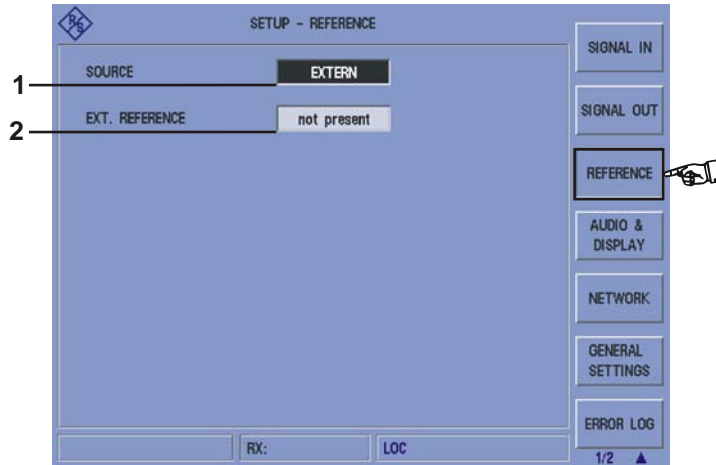 R&S
SETUP - REFERENCE
1
SOURCE
EXTERN
2
EXT. REFERENCE
not present
RX:
LOC
SIGNAL IN
SIGNAL OUT
REFERENCE
AUDIO &
DISPLAY
NETWORK
GENERAL
SETTINGS
ERROR LOG
1/2 ▲